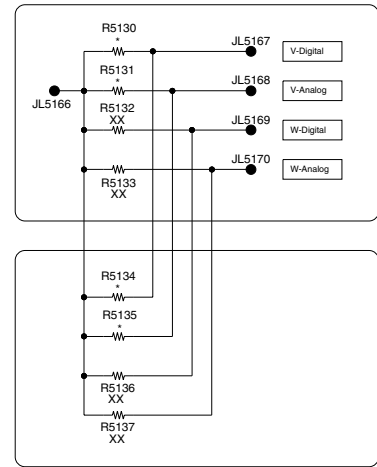 R5130
*
JL5167
V-Digital
R5131
*
JL5168
V-Analog
JL5166
R5132
XX
JL5169
W-Digital
JL5170
W-Analog
R5133
XX
R5134
*
R5135
*
R5136
XX
R5137
XX